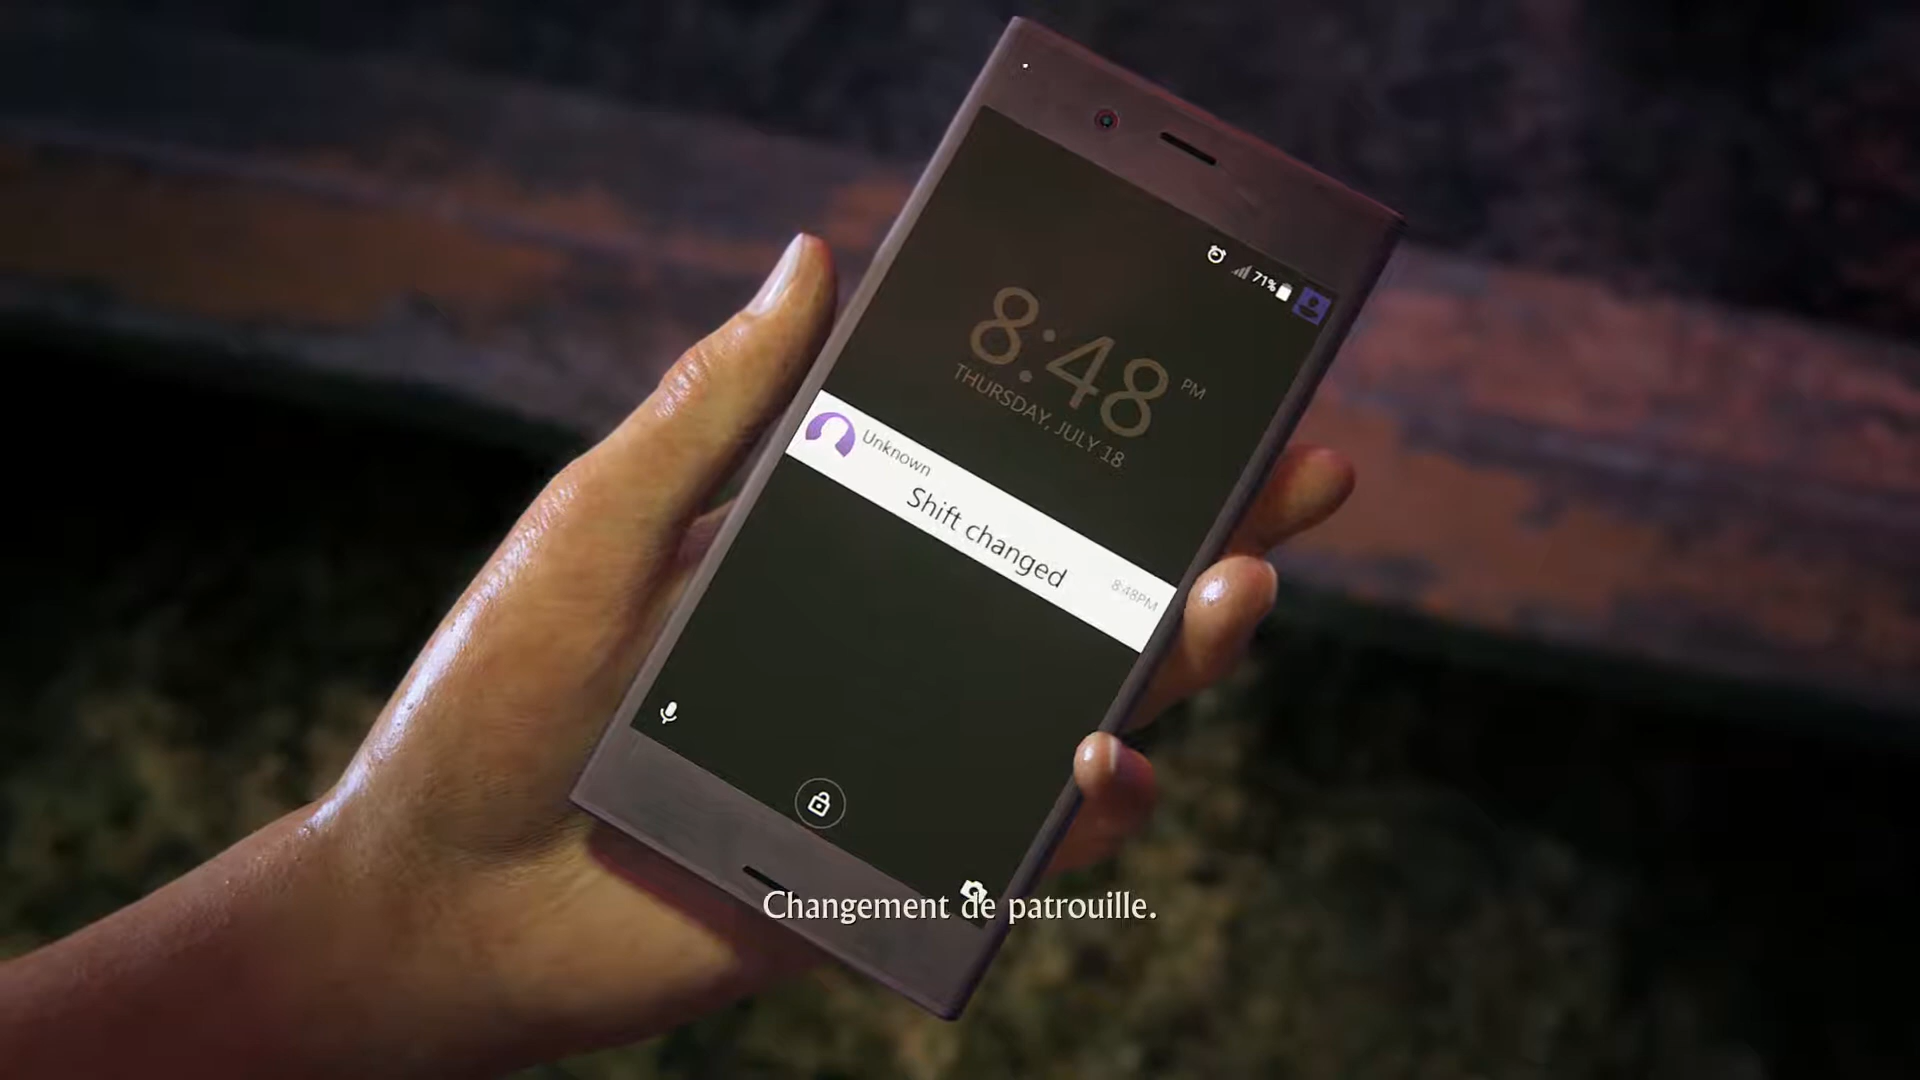 71%
8:48 PM
THURSDAY, JULY 18
Unknown
Shift changed
8:48PM
Changement de patrouille.